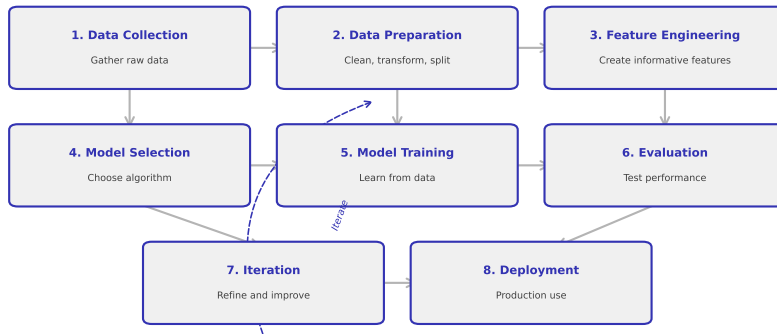 1. Data Collection
Gather raw data
2. Data Preparation
Clean, transform, split
3. Feature Engineering
Create informative features
4. Model Selection
Choose algorithm
5. Model Training
Learn from data
6. Evaluation
Test performance
Iterate
7. Iteration
Refine and improve
8. Deployment
Production use